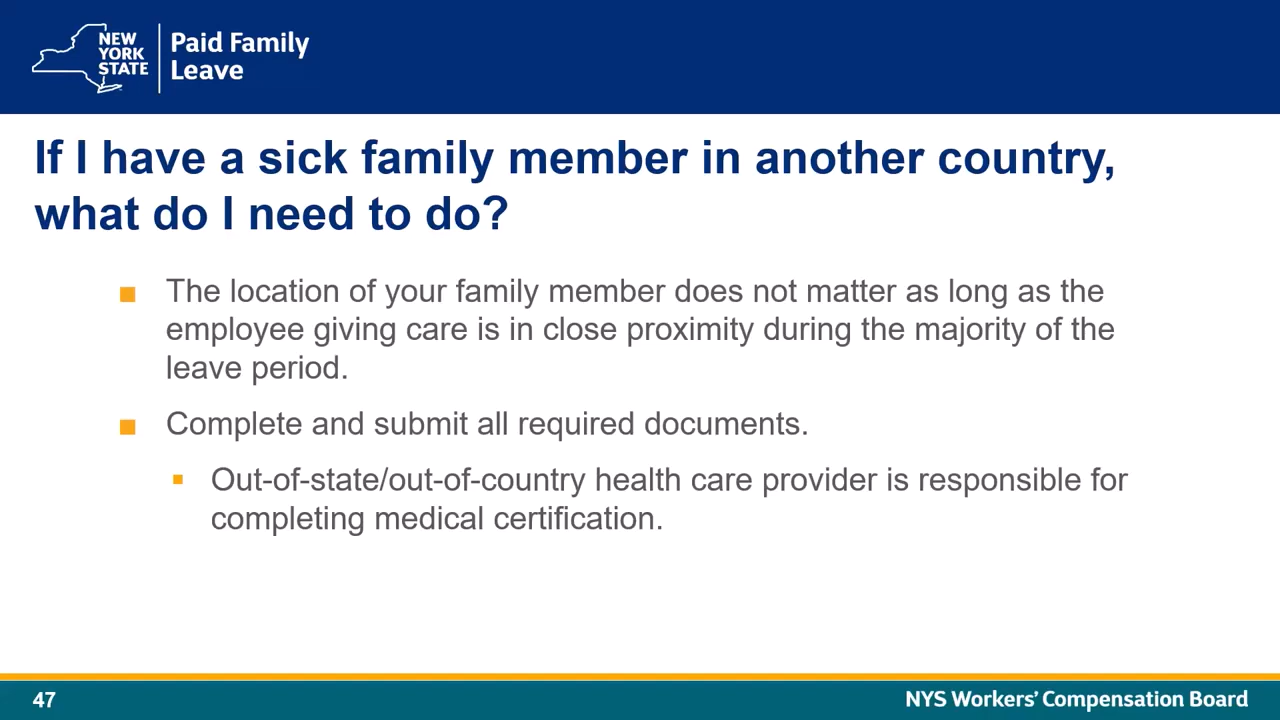 NEW
YORK
STATE
Paid Family
Leave
If I have a sick family member in another country,
what do I need to do?
■ The location of your family member does not matter as long as the
employee giving care is in close proximity during the majority of the
leave period.
■ Complete and submit all required documents.
▪ Out-of-state/out-of-country health care provider is responsible for
completing medical certification.
47
NYS Workers' Compensation Board